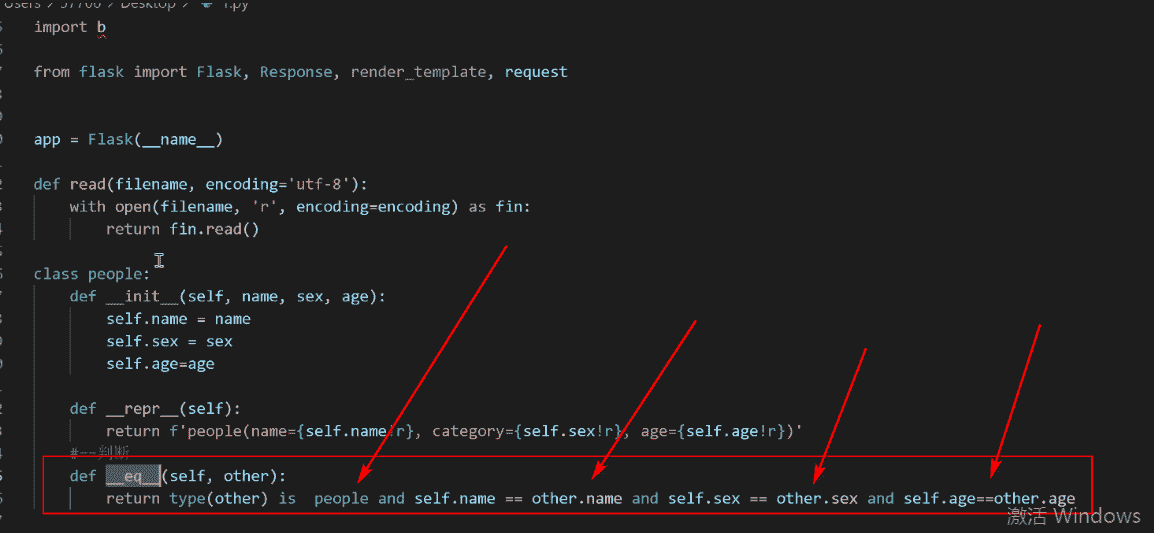 Users > > Desktop > 1.py
import b
from flask import Flask, Response, render_template, request
app = Flask(__name__)
def read(filename, encoding='utf-8'):
with open(filename, 'r', encoding=encoding) as fin:
return fin.read()
class people:
def __init__(self, name, sex, age):
self.name = name
self.sex = sex
self.age=age
def __repr__(self):
return f'people(name={self.name!r}, category={self.sex!r}, age={self.age!r})'
#--判断
def __eq__(self, other):
return type(other) is  people and self.name == other.name and self.sex == other.sex and self.age==other.age
激活 Windows